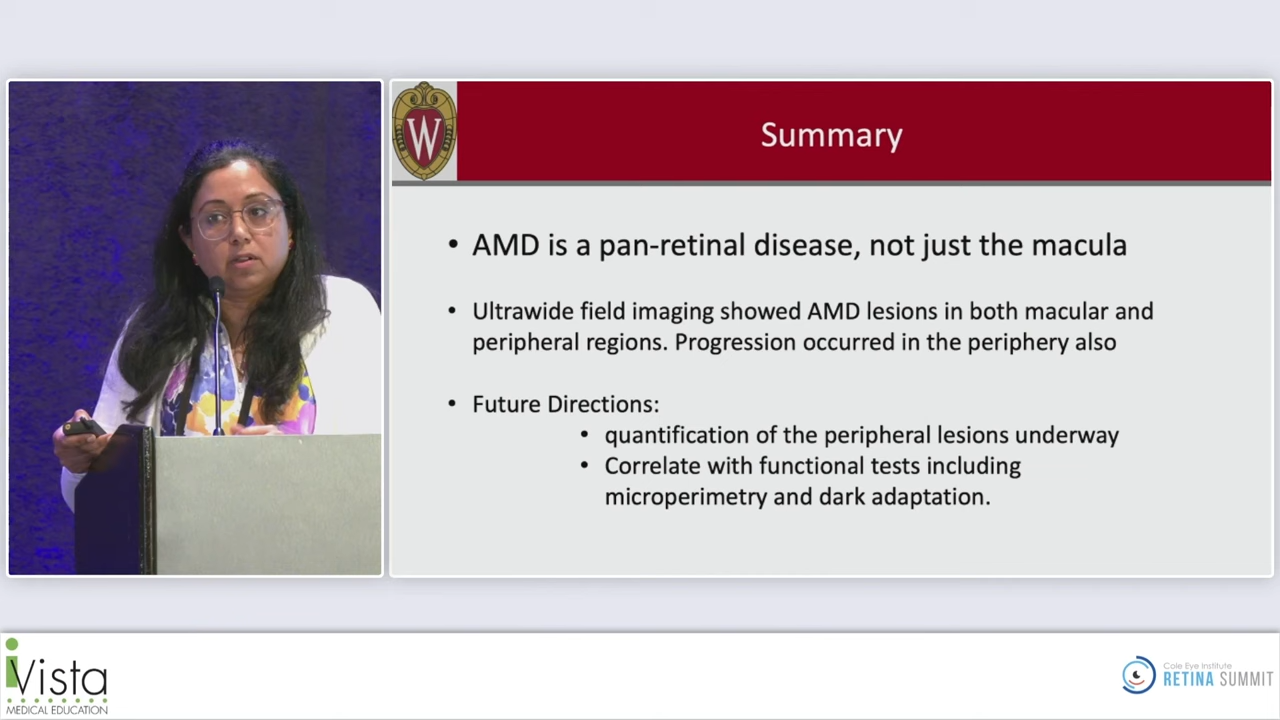 W
Summary
• AMD is a pan-retinal disease, not just the macula
• Ultrawide field imaging showed AMD lesions in both macular and
peripheral regions. Progression occurred in the periphery also
• Future Directions:
• quantification of the peripheral lesions underway
• Correlate with functional tests including
microperimetry and dark adaptation.
iVista
MEDICAL EDUCATION
Cole Eye Institute
RETINA SUMMIT